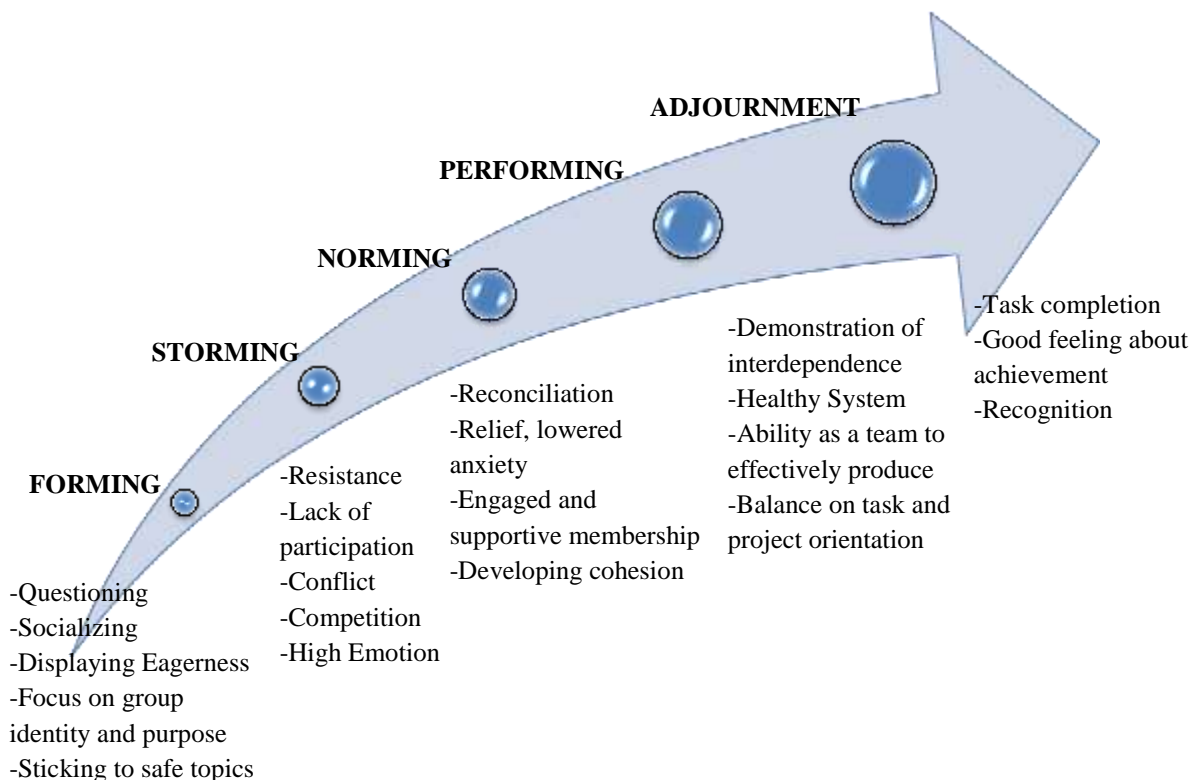 FORMING
-Questioning
-Socializing
-Displaying Eagerness
-Focus on group
identity and purpose
-Sticking to safe topics
STORMING
-Resistance
-Lack of
participation
-Conflict
-Competition
-High Emotion
NORMING
-Reconciliation
-Relief, lowered
anxiety
-Engaged and
supportive membership
-Developing cohesion
PERFORMING
-Demonstration of
interdependence
-Healthy System
-Ability as a team to
effectively produce
-Balance on task and
project orientation
ADJOURNMENT
-Task completion
-Good feeling about
achievement
-Recognition